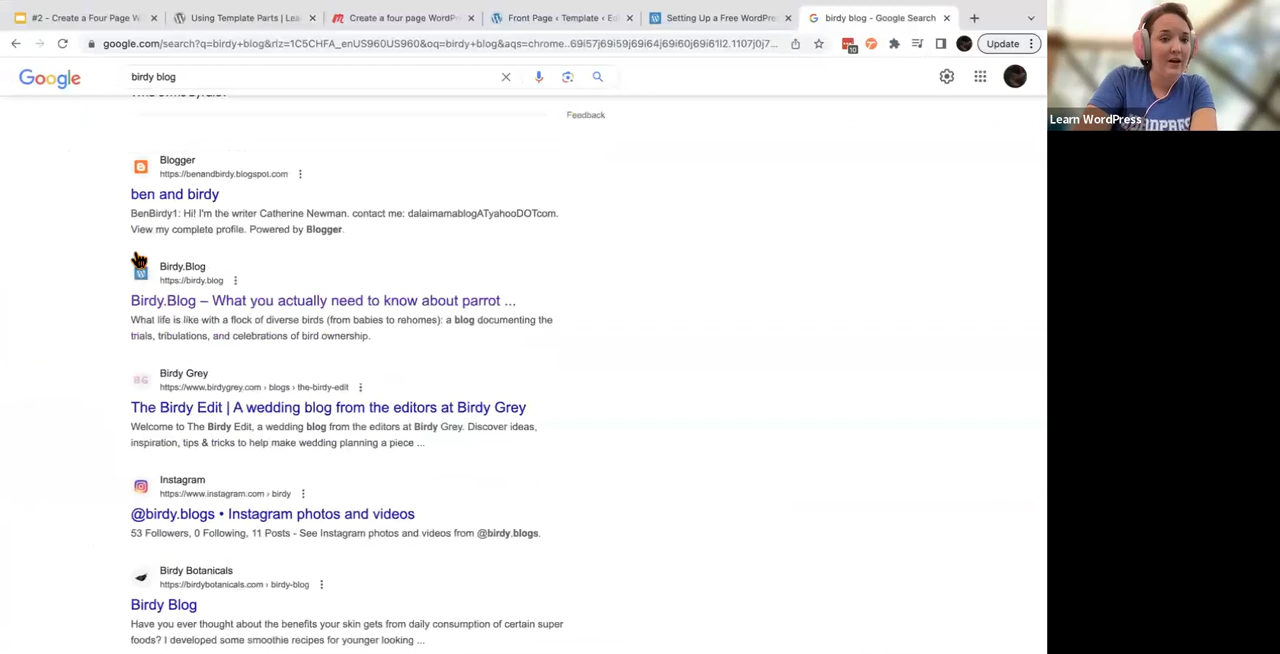 #2 - Create a Four Page W
Using Template Parts | Lea
Create a four page WordPr
Front Page ‹ Template ‹ Edi
Setting Up a Free WordPre
birdy blog - Google Search
google.com/search?q=birdy+blog&rlz=1C5CHFA_enUS960US960&oq=birdy+blog&aqs=chrome..69i57j69i59j69i64j69i60j69i61l2.1107j0j7...
10
Update
Google
birdy blog
Feedback
Learn WordPress
Blogger
https://benandbirdy.blogspot.com
ben and birdy
BenBirdy1: Hi! I'm the writer Catherine Newman. contact me: dalaimamablogATyahooDOTcom.
View my complete profile. Powered by Blogger.
Birdy.Blog
https://birdy.blog
Birdy.Blog – What you actually need to know about parrot ...
What life is like with a flock of diverse birds (from babies to rehomes): a blog documenting the
trials, tribulations, and celebrations of bird ownership.
B·G
Birdy Grey
https://www.birdygrey.com › blogs › the-birdy-edit
The Birdy Edit | A wedding blog from the editors at Birdy Grey
Welcome to The Birdy Edit, a wedding blog from the editors at Birdy Grey. Discover ideas,
inspiration, tips & tricks to help make wedding planning a piece ...
Instagram
https://www.instagram.com › birdy
@birdy.blogs • Instagram photos and videos
53 Followers, 0 Following, 11 Posts - See Instagram photos and videos from @birdy.blogs.
Birdy Botanicals
https://birdybotanicals.com › birdy-blog
Birdy Blog
Have you ever thought about the benefits your skin gets from daily consumption of certain super
foods? I developed some smoothie recipes for younger looking ...